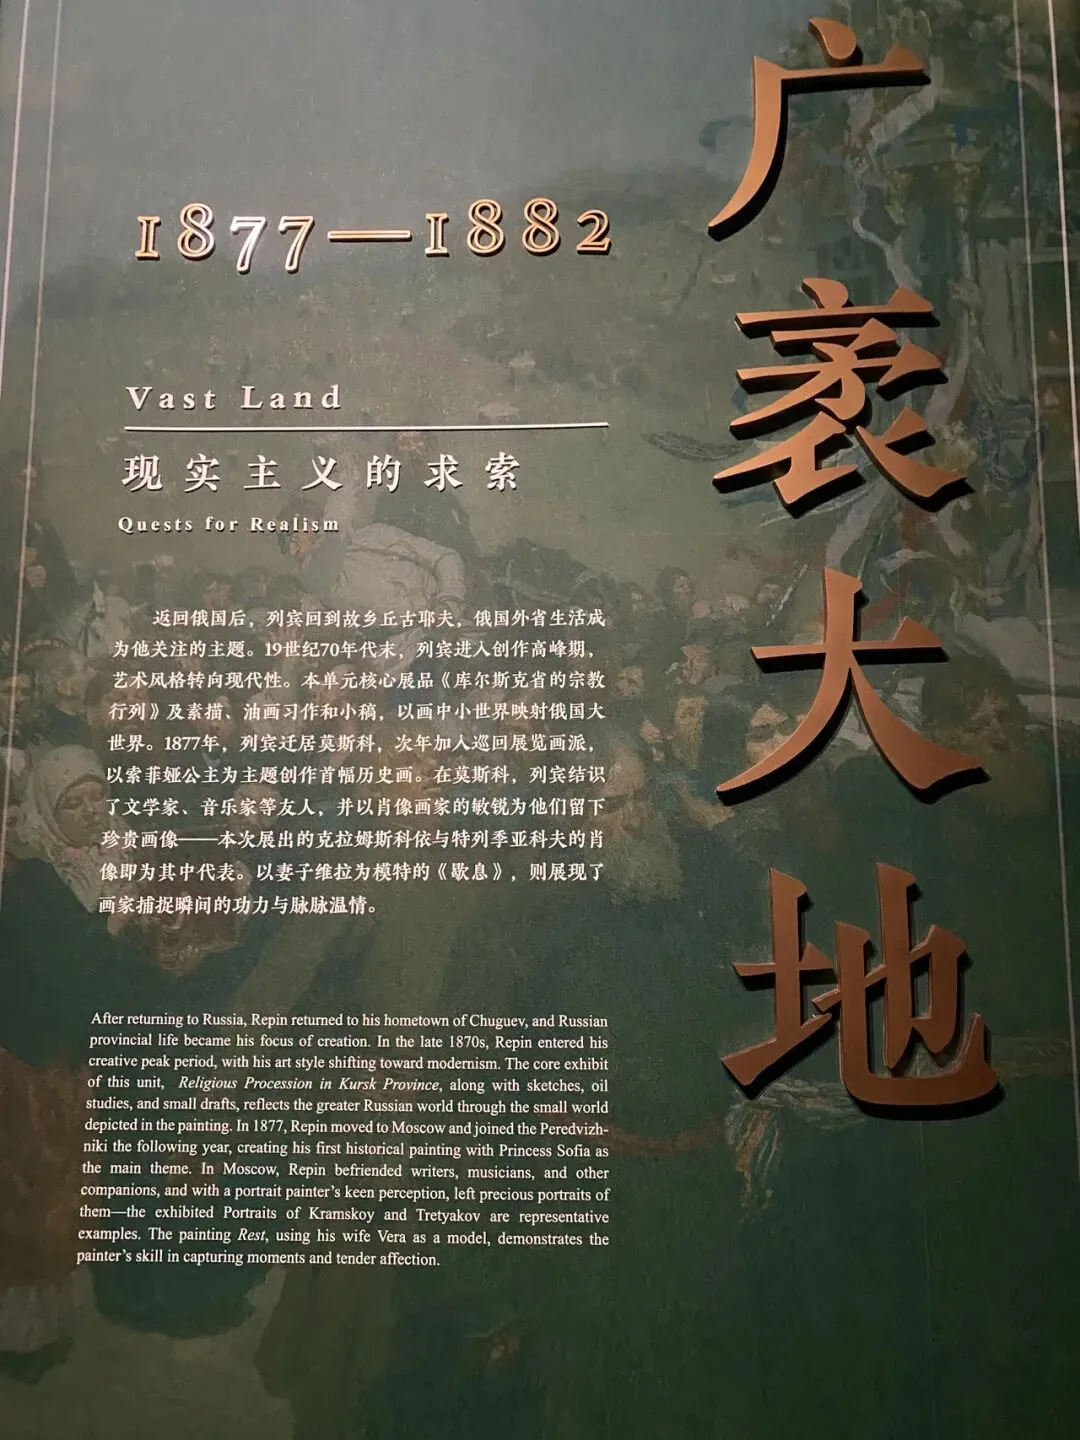 广袤大地
1877—1882
Vast Land
现实主义的求索
Quests for Realism
返回俄国后，列宾回到故乡丘古耶夫，俄国外省生活成
为他关注的主题。19世纪70年代末，列宾进入创作高峰期，
艺术风格转向现代性。本单元核心展品《库尔斯克省的宗教
行列》及素描、油画习作和小稿，以画中小世界映射俄国大
世界。1877年，列宾迁居莫斯科，次年加入巡回展览画派，
以索菲娅公主为主题创作首幅历史画。在莫斯科，列宾结识
了文学家、音乐家等友人，并以肖像画家的敏锐为他们留下
珍贵画像——本次展出的克拉姆斯科依与特列季亚科夫的肖
像即为其中代表。以妻子维拉为模特的《歇息》，则展现了
画家捕捉瞬间的功力与脉脉温情。
After returning to Russia, Repin returned to his hometown of Chuguev, and Russian
provincial life became his focus of creation. In the late 1870s, Repin entered his
creative peak period, with his art style shifting toward modernism. The core exhibit
of this unit, Religious Procession in Kursk Province, along with sketches, oil
studies, and small drafts, reflects the greater Russian world through the small world
depicted in the painting. In 1877, Repin moved to Moscow and joined the Peredvizh-
niki the following year, creating his first historical painting with Princess Sofia as
the main theme. In Moscow, Repin befriended writers, musicians, and other
companions, and with a portrait painter's keen perception, left precious portraits of
them—the exhibited Portraits of Kramskoy and Tretyakov are representative
examples. The painting Rest, using his wife Vera as a model, demonstrates the
painter's skill in capturing moments and tender affection.